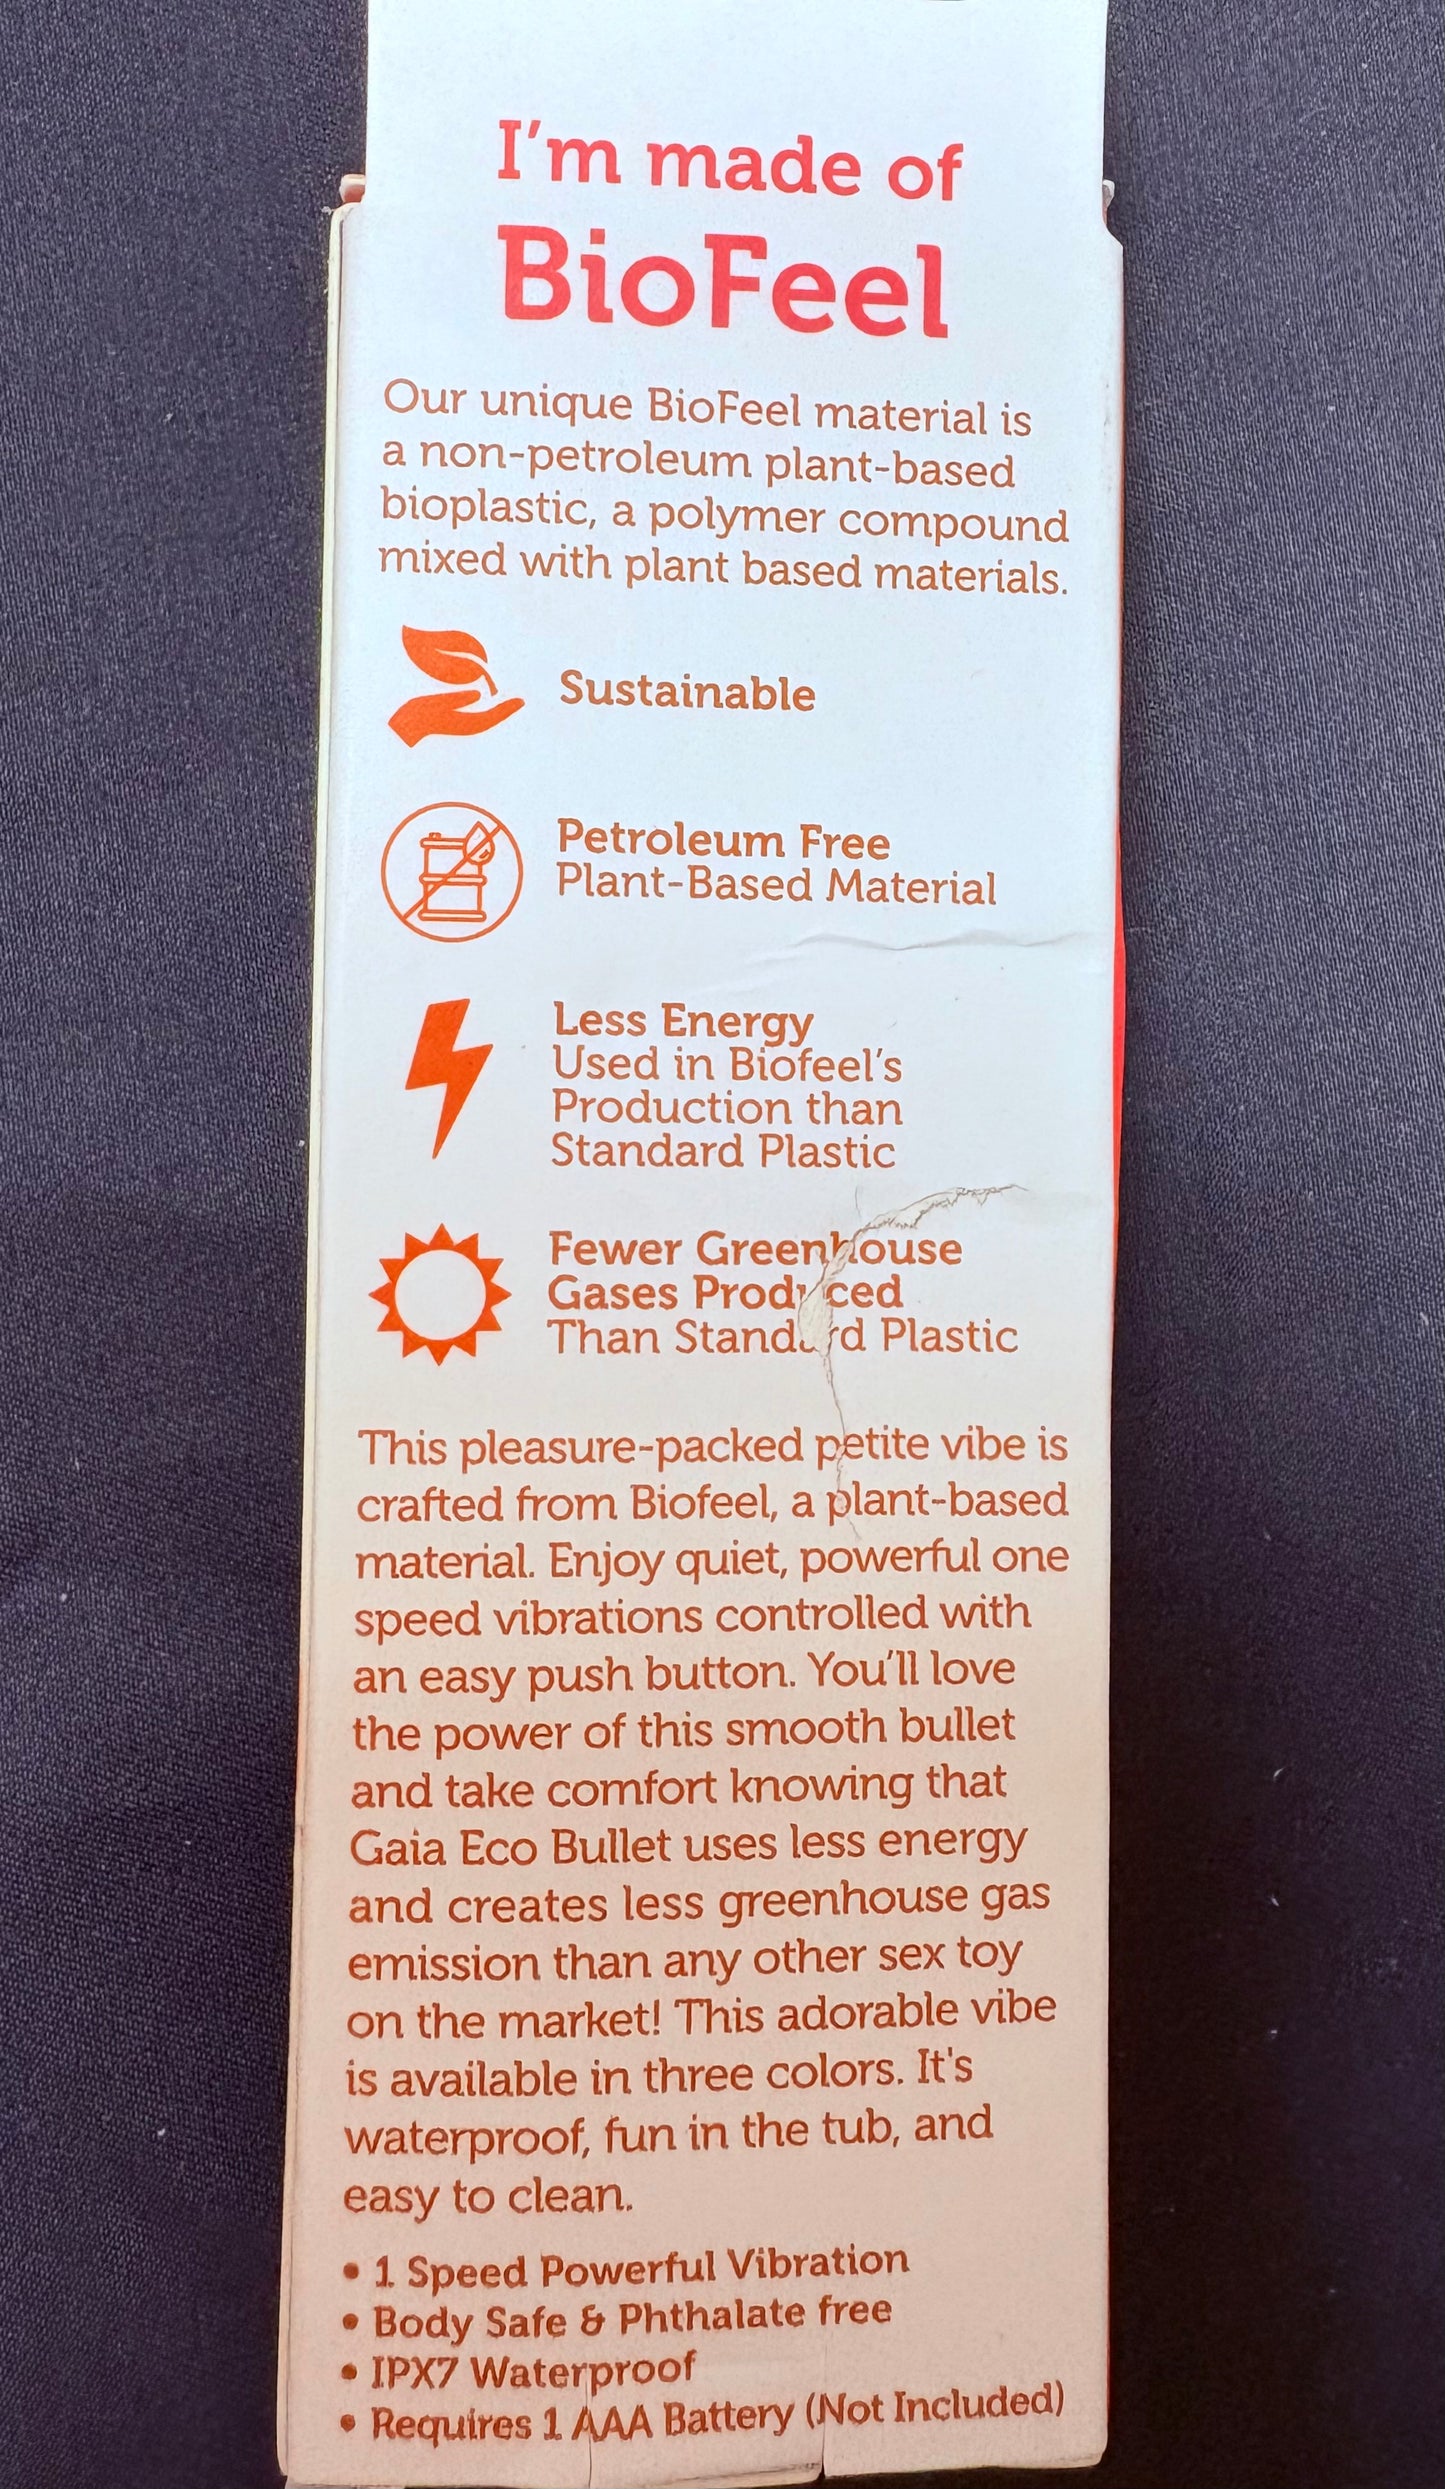 I'm made of
BioFeel
Our unique BioFeel material is
a non-petroleum plant-based
bioplastic, a polymer compound
mixed with plant based materials.
Sustainable
Petroleum Free
Plant-Based Material
Less Energy
Used in Biofeel's
Production than
Standard Plastic
Fewer Greenhouse
Gases Produced
Than Standard Plastic
This pleasure-packed petite vibe is
crafted from Biofeel, a plant-based
material. Enjoy quiet, powerful one
speed vibrations controlled with
an easy push button. You'll love
the power of this smooth bullet
and take comfort knowing that
Gaia Eco Bullet uses less energy
and creates less greenhouse gas
emission than any other sex toy
on the market! This adorable vibe
is available in three colors. It's
waterproof, fun in the tub, and
easy to clean.
• 1 Speed Powerful Vibration
• Body Safe & Phthalate free
• IPX7 Waterproof
• Requires 1 AAA Battery (Not Included)